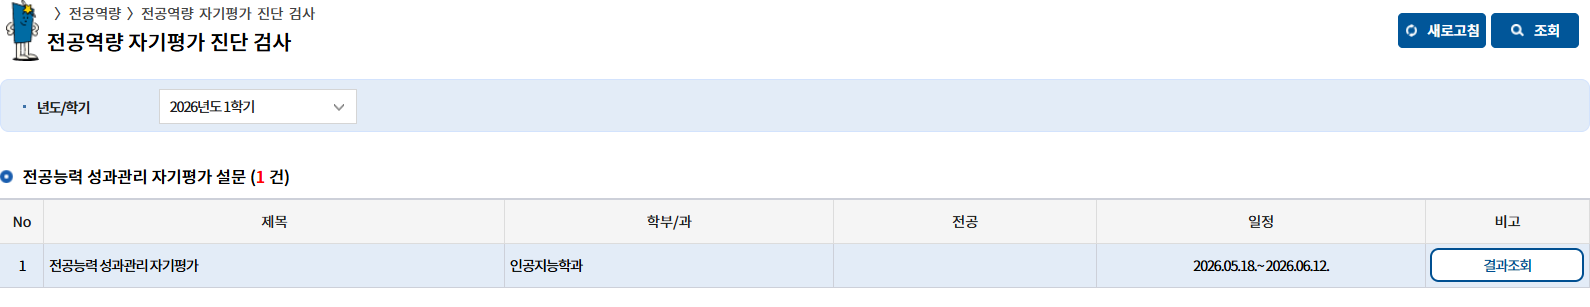 〉 전공역량 〉 전공역량 자기평가 진단 검사
전공역량 자기평가 진단 검사
새로고침
조회
· 년도/학기
2026년도 1학기
전공능력 성과관리 자기평가 설문 (1 건)
No 제목 학부/과 전공 일정 비고
1 전공능력 성과관리 자기평가 인공지능학과 2026.05.18.~ 2026.06.12. 결과조회